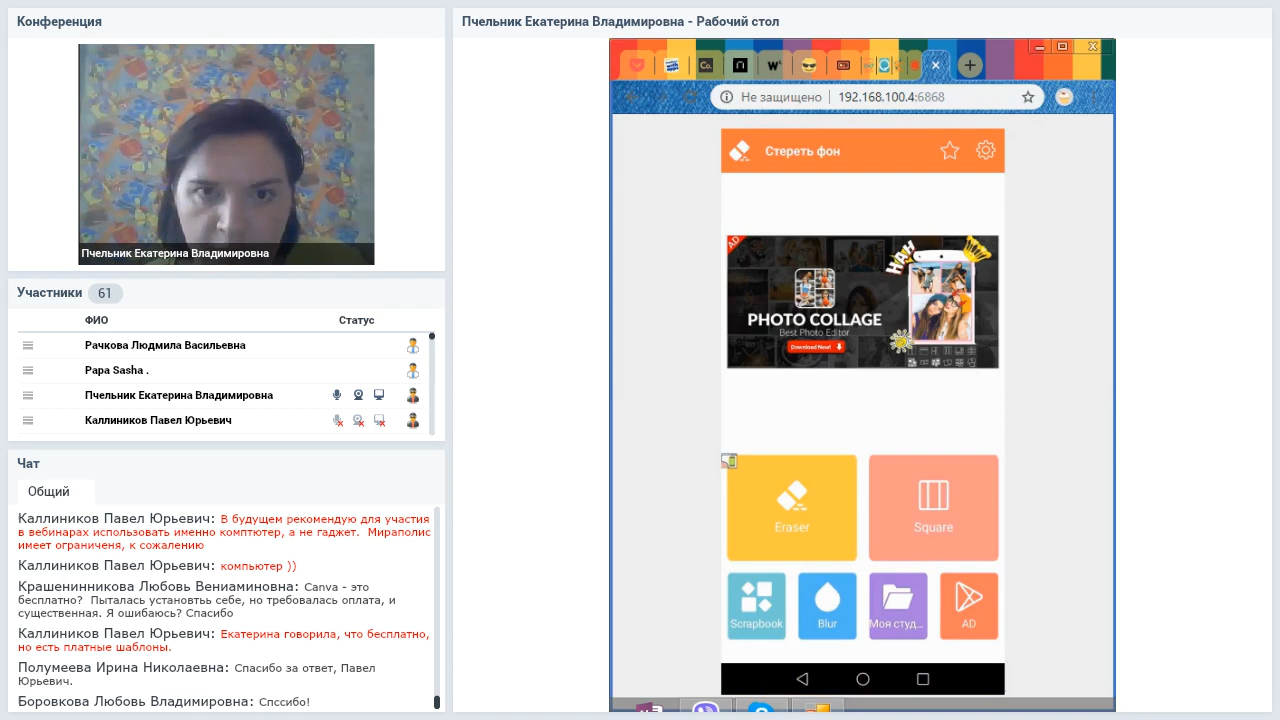 Конференция
Пчельник Екатерина Владимировна
Участники 61
ФИО Статус
Рачкова Людмила Васильевна
Papa Sasha .
Пчельник Екатерина Владимировна
Каллиников Павел Юрьевич
Чат
Общий
Каллиников Павел Юрьевич: В будущем рекомендую для участия
в вебинарах использовать именно комптютер, а не гаджет. Мираполис
имеет ограничeня, к сожалению
Каллиников Павел Юрьевич: компьютер ))
Крашенинникова Любовь Вениаминовна: Canva - это
бесплатно? Пыталась установтьь себе, но требовалась оплата, и
существенная. Я ошибаюсь? Спасибо
Каллиников Павел Юрьевич: Екатерина говорила, что бесплатно,
но есть платные шаблоны.
Полумеева Ирина Николаевна: Спасибо за ответ, Павел
Юрьевич.
Боровкова Любовь Владимировна: Спссибо!
Пчельник Екатерина Владимировна - Рабочий стол
Co.
Не защищено 192.168.100.4:6868
Стереть фон
AD
PHOTO COLLAGE
Best Photo Editor
Download Now!
Eraser
Square
Scrapbook
Blur
Моя студ...
AD